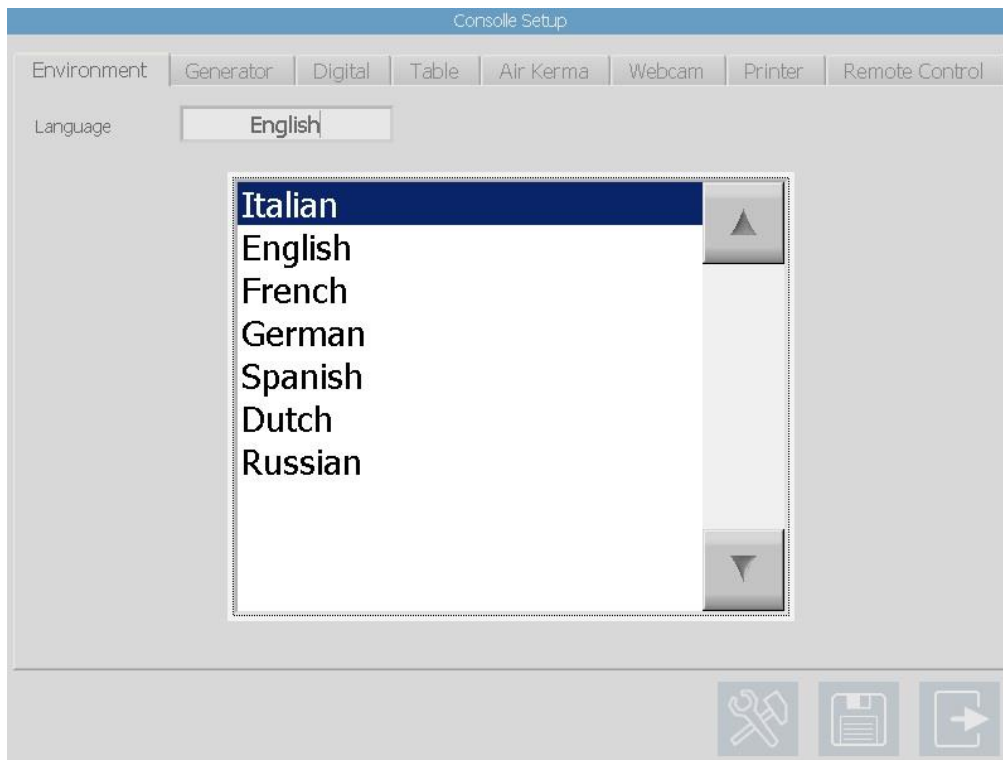 Consolle Setup
Environment Generator Digital Table Air Kerma Webcam Printer Remote Control
Language English
Italian
English
French
German
Spanish
Dutch
Russian